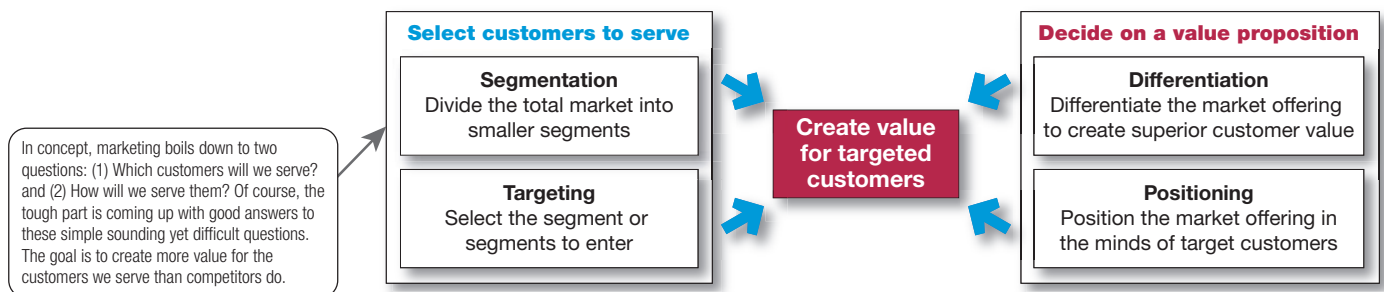 Select customers to serve
Segmentation
Divide the total market into
smaller segments
Targeting
Select the segment or
segments to enter
In concept, marketing boils down to two
questions: (1) Which customers will we serve?
and (2) How will we serve them? Of course, the
tough part is coming up with good answers to
these simple sounding yet difficult questions.
The goal is to create more value for the
customers we serve than competitors do.
Create value
for targeted
customers
Decide on a value proposition
Differentiation
Differentiate the market offering
to create superior customer value
Positioning
Position the market offering in
the minds of target customers